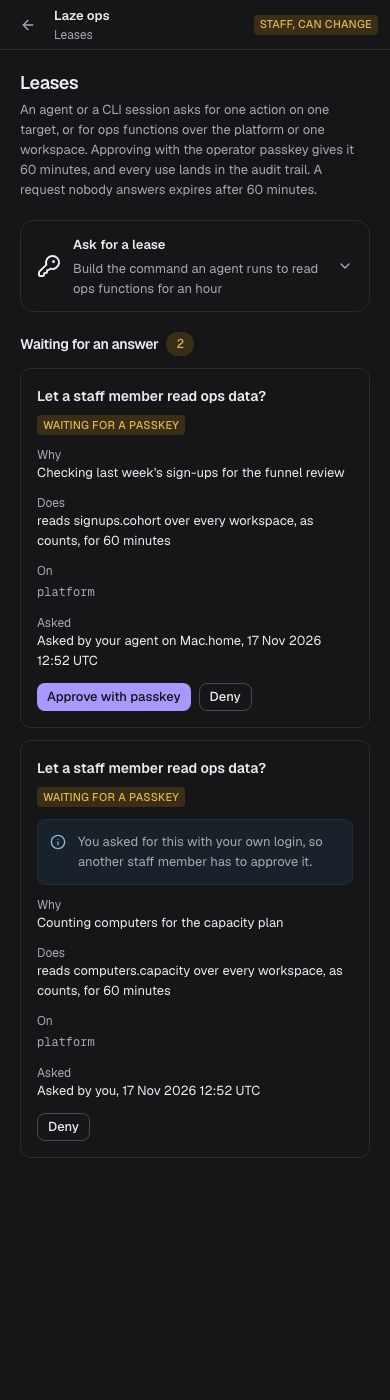 Laze ops
Leases
STAFF, CAN CHANGE
Leases
An agent or a CLI session asks for one action on one
target, or for ops functions over the platform or one
workspace. Approving with the operator passkey gives it
60 minutes, and every use lands in the audit trail. A
request nobody answers expires after 60 minutes.
Ask for a lease
Build the command an agent runs to read
ops functions for an hour
Waiting for an answer 2
Let a staff member read ops data?
WAITING FOR A PASSKEY
Why
Checking last week's sign-ups for the funnel review
Does
reads signups.cohort over every workspace, as
counts, for 60 minutes
On
platform
Asked
Asked by your agent on Mac.home, 17 Nov 2026
12:52 UTC
Approve with passkey Deny
Let a staff member read ops data?
WAITING FOR A PASSKEY
You asked for this with your own login, so
another staff member has to approve it.
Why
Counting computers for the capacity plan
Does
reads computers.capacity over every workspace, as
counts, for 60 minutes
On
platform
Asked
Asked by you, 17 Nov 2026 12:52 UTC
Deny